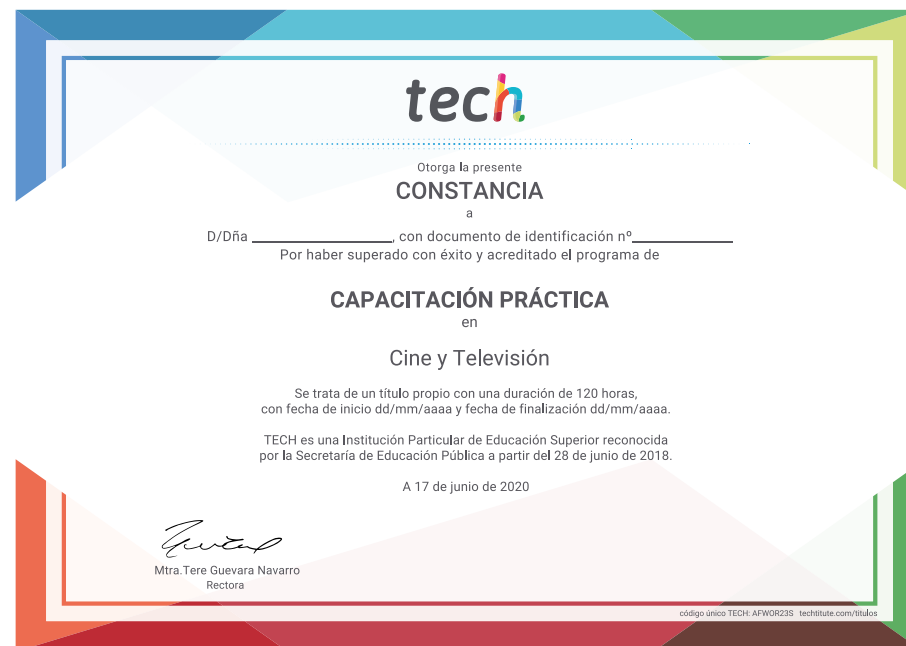 tech
Otorga la presente
CONSTANCIA
a
D/Dña ____________________, con documento de identificación nº______________
Por haber superado con éxito y acreditado el programa de
CAPACITACIÓN PRÁCTICA
en
Cine y Televisión
Se trata de un título propio con una duración de 120 horas,
con fecha de inicio dd/mm/aaaa y fecha de finalización dd/mm/aaaa.
TECH es una Institución Particular de Educación Superior reconocida
por la Secretaría de Educación Pública a partir del 28 de junio de 2018.
A 17 de junio de 2020
Mtra.Tere Guevara Navarro
Rectora
código único TECH: AFWOR23S techtitute.com/titulos